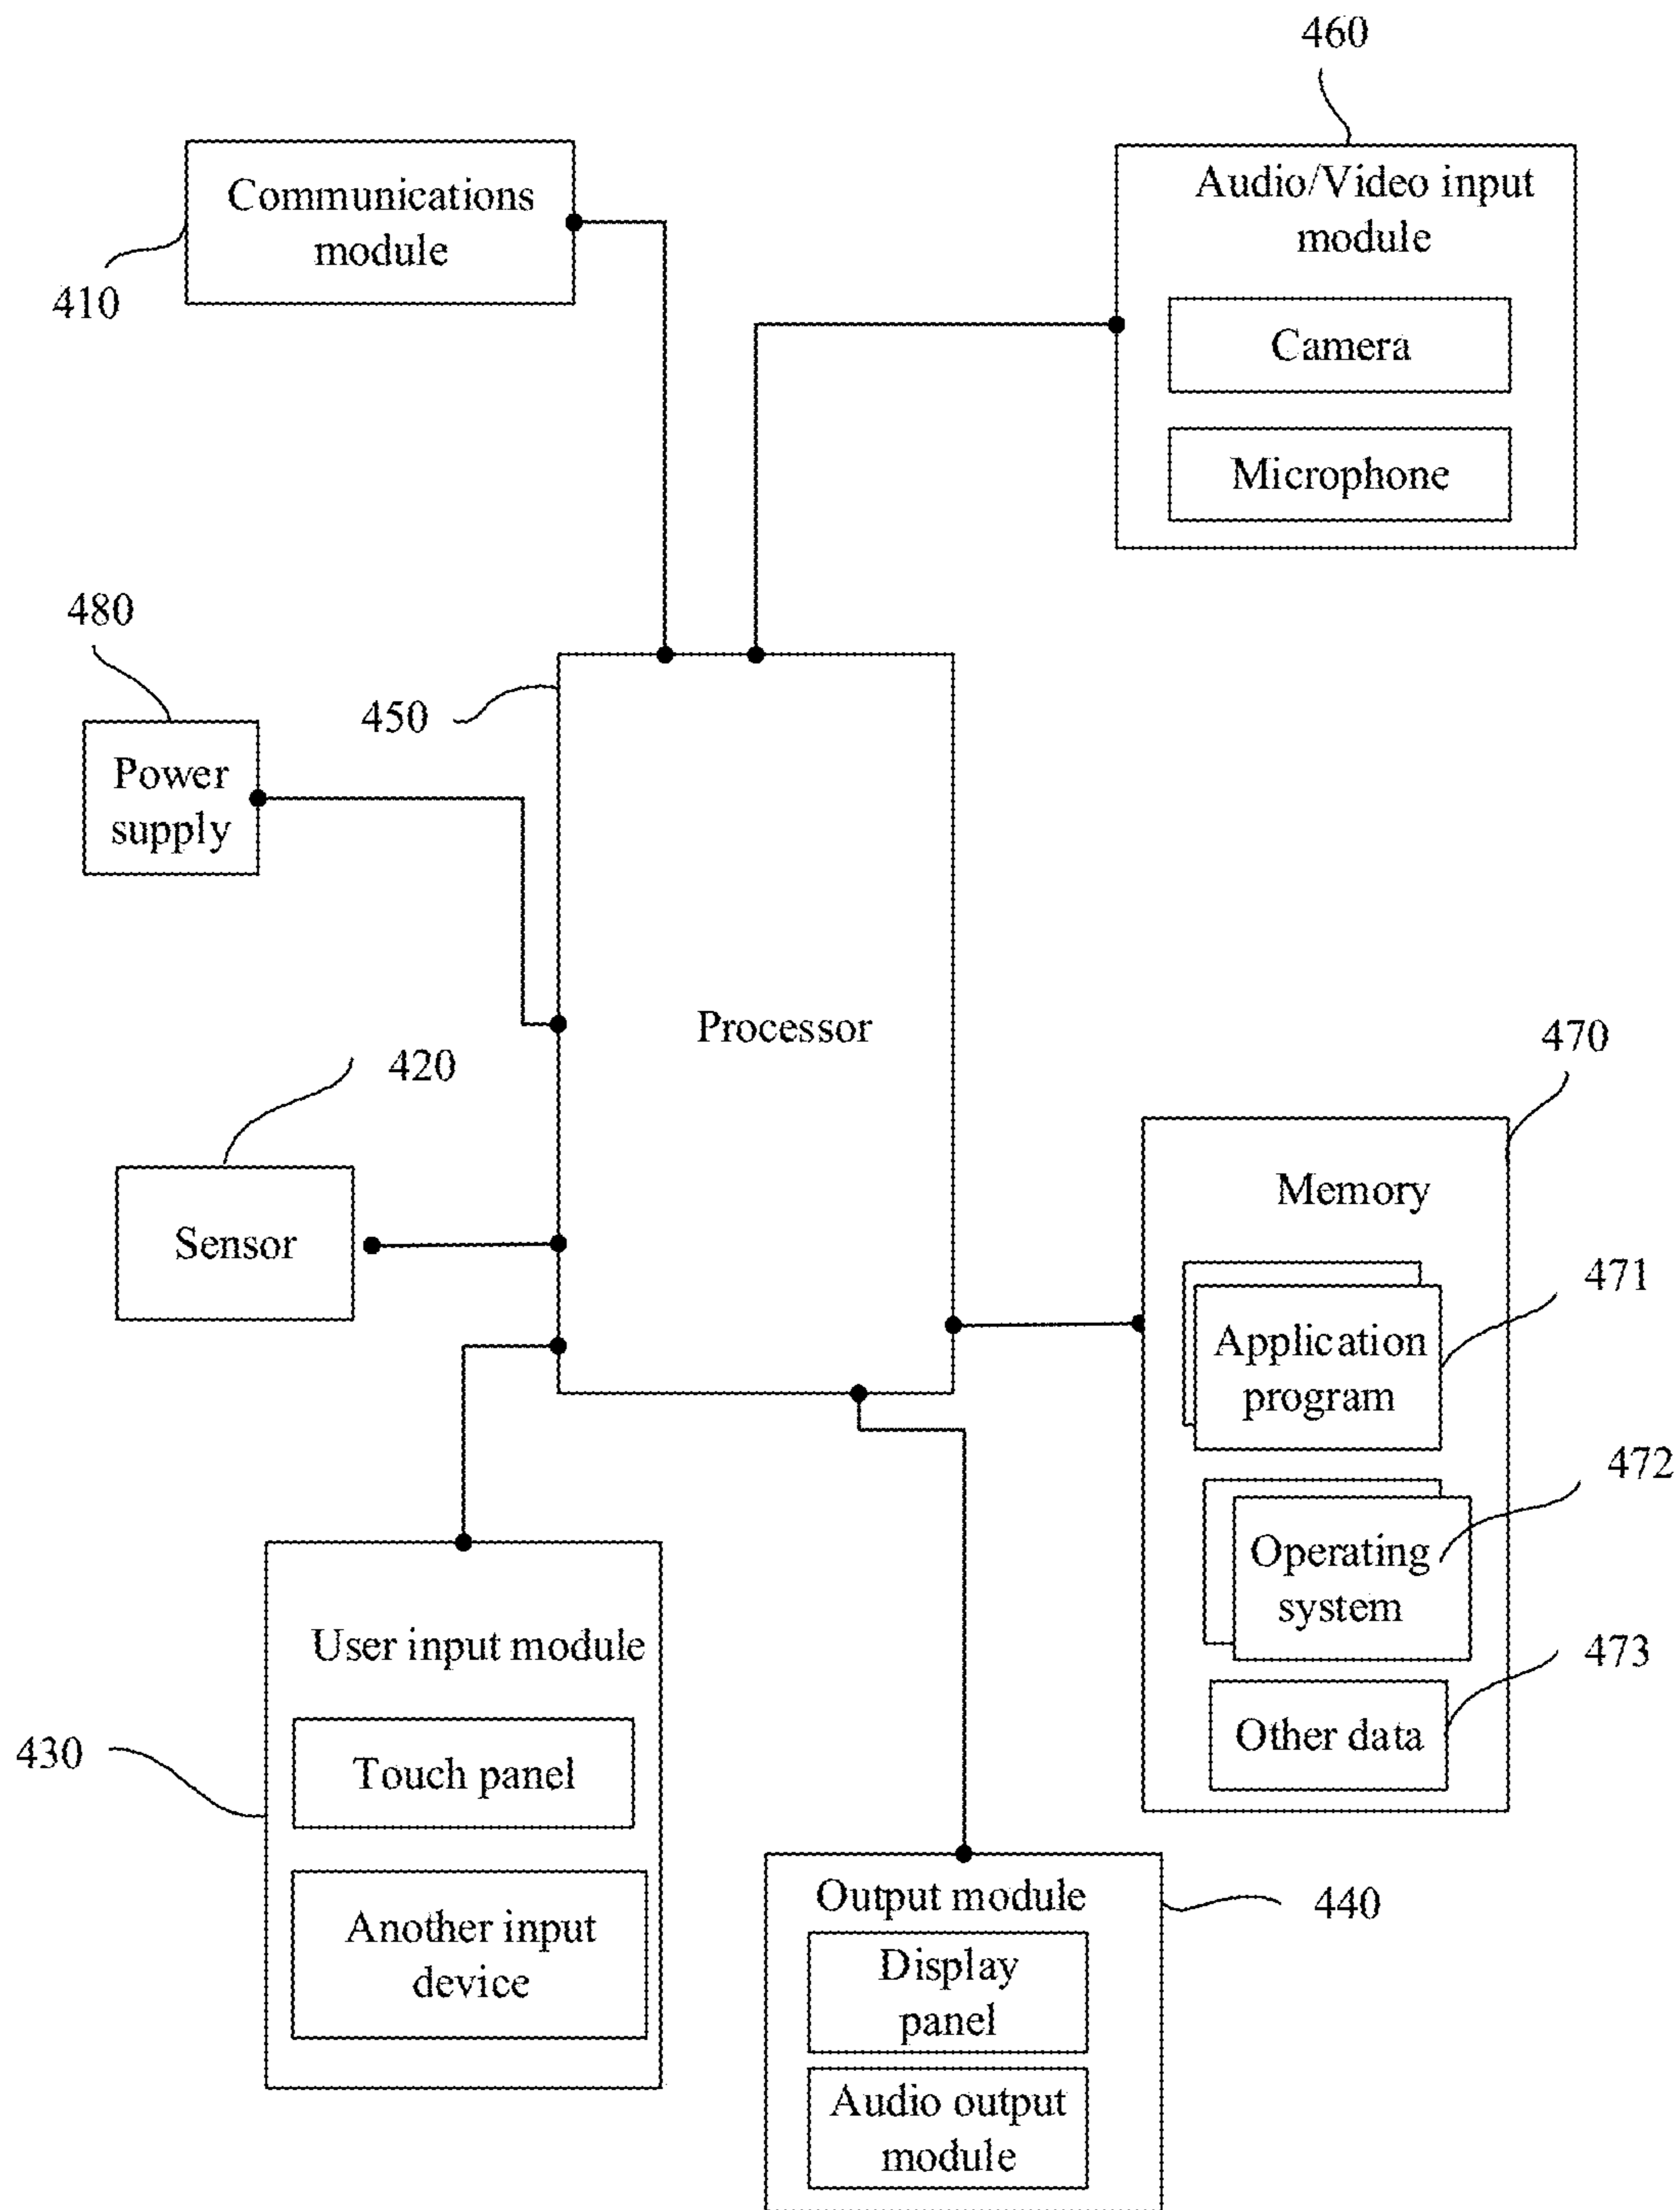 460
Communications
module
410
Audio/Video input
module
Camera
Microphone
480
Power
supply
450
Processor
420
Sensor
470
Memory
471
Application
program
472
Operating
system
473
Other data
User input module
430
Touch panel
Another input
device
Output module
440
Display
panel
Audio output
module